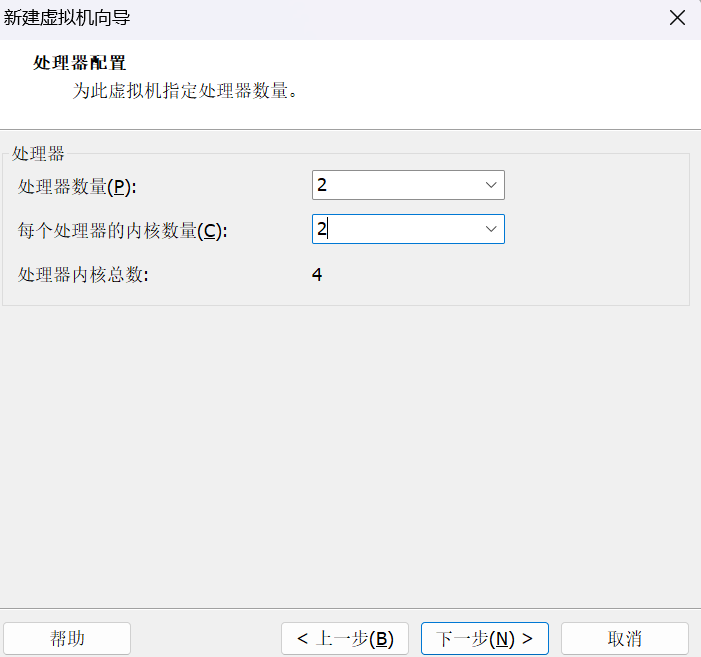 新建虚拟机向导
处理器配置
为此虚拟机指定处理器数量。
处理器
处理器数量(P): 2
每个处理器的内核数量(C): 2
处理器内核总数: 4
帮助 < 上一步(B) 下一步(N) > 取消